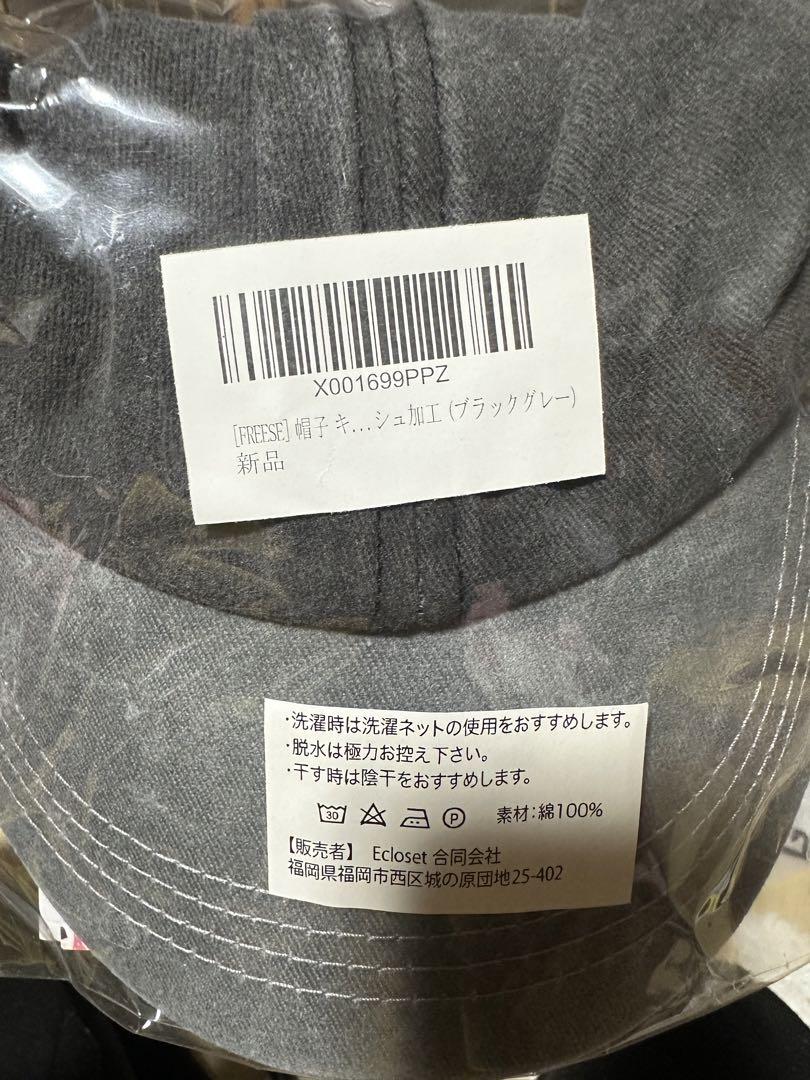 X001699PPZ
[FREESE] 帽子 キ...シュ加工 (ブラックグレー)
新品
・洗濯時は洗濯ネットの使用をおすすめします。
・脱水は極力お控え下さい。
・干す時は陰干をおすすめします。
30 P 素材：綿100%
【販売者】 Ecloset 合同会社
福岡県福岡市西区城の原団地25-402